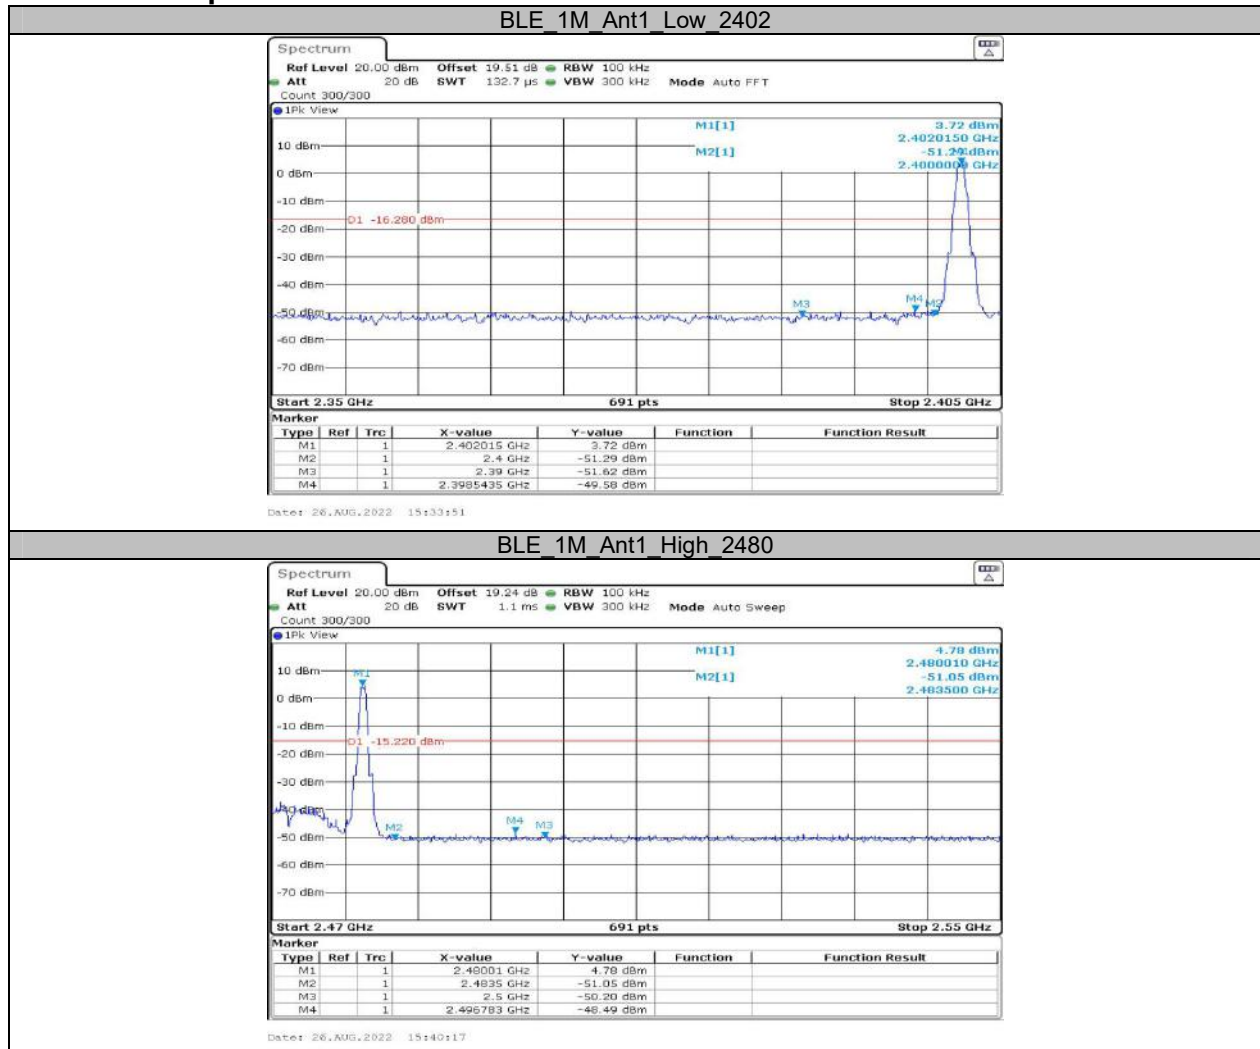 BLE_1M_Ant1_Low_2402
Spectrum
Ref Level 20.00 dBm Offset 19.51 dB RBW 100 kHz
Att 20 dB SWT 132.7 µs VBW 300 kHz Mode Auto FFT
Count 300/300
1Pk View
M1[1] 3.72 dBm
2.4020150 GHz
10 dBm
M2[1] -51.29 dBm
2.4000000 GHz
0 dBm
-10 dBm
D1 -16.280 dBm
-20 dBm
-30 dBm
-40 dBm
M3 M4 M2
-50 dBm
-60 dBm
-70 dBm
Start 2.35 GHz 691 pts Stop 2.405 GHz
Marker
Type Ref Trc X-value Y-value Function Function Result
M1 1 2.402015 GHz 3.72 dBm
M2 1 2.4 GHz -51.29 dBm
M3 1 2.39 GHz -51.62 dBm
M4 1 2.3985435 GHz -49.58 dBm
Date: 26.AUG.2022 15:33:51
BLE_1M_Ant1_High_2480
Spectrum
Ref Level 20.00 dBm Offset 19.24 dB RBW 100 kHz
Att 20 dB SWT 1.1 ms VBW 300 kHz Mode Auto Sweep
Count 300/300
1Pk View
M1[1] 4.78 dBm
2.480010 GHz
10 dBm
M1
M2[1] -51.05 dBm
2.483500 GHz
0 dBm
-10 dBm
D1 -15.220 dBm
-20 dBm
-30 dBm
-40 dBm
M2 M4 M3
-50 dBm
-60 dBm
-70 dBm
Start 2.47 GHz 691 pts Stop 2.55 GHz
Marker
Type Ref Trc X-value Y-value Function Function Result
M1 1 2.48001 GHz 4.78 dBm
M2 1 2.4835 GHz -51.05 dBm
M3 1 2.5 GHz -50.20 dBm
M4 1 2.496783 GHz -48.49 dBm
Date: 26.AUG.2022 15:40:17